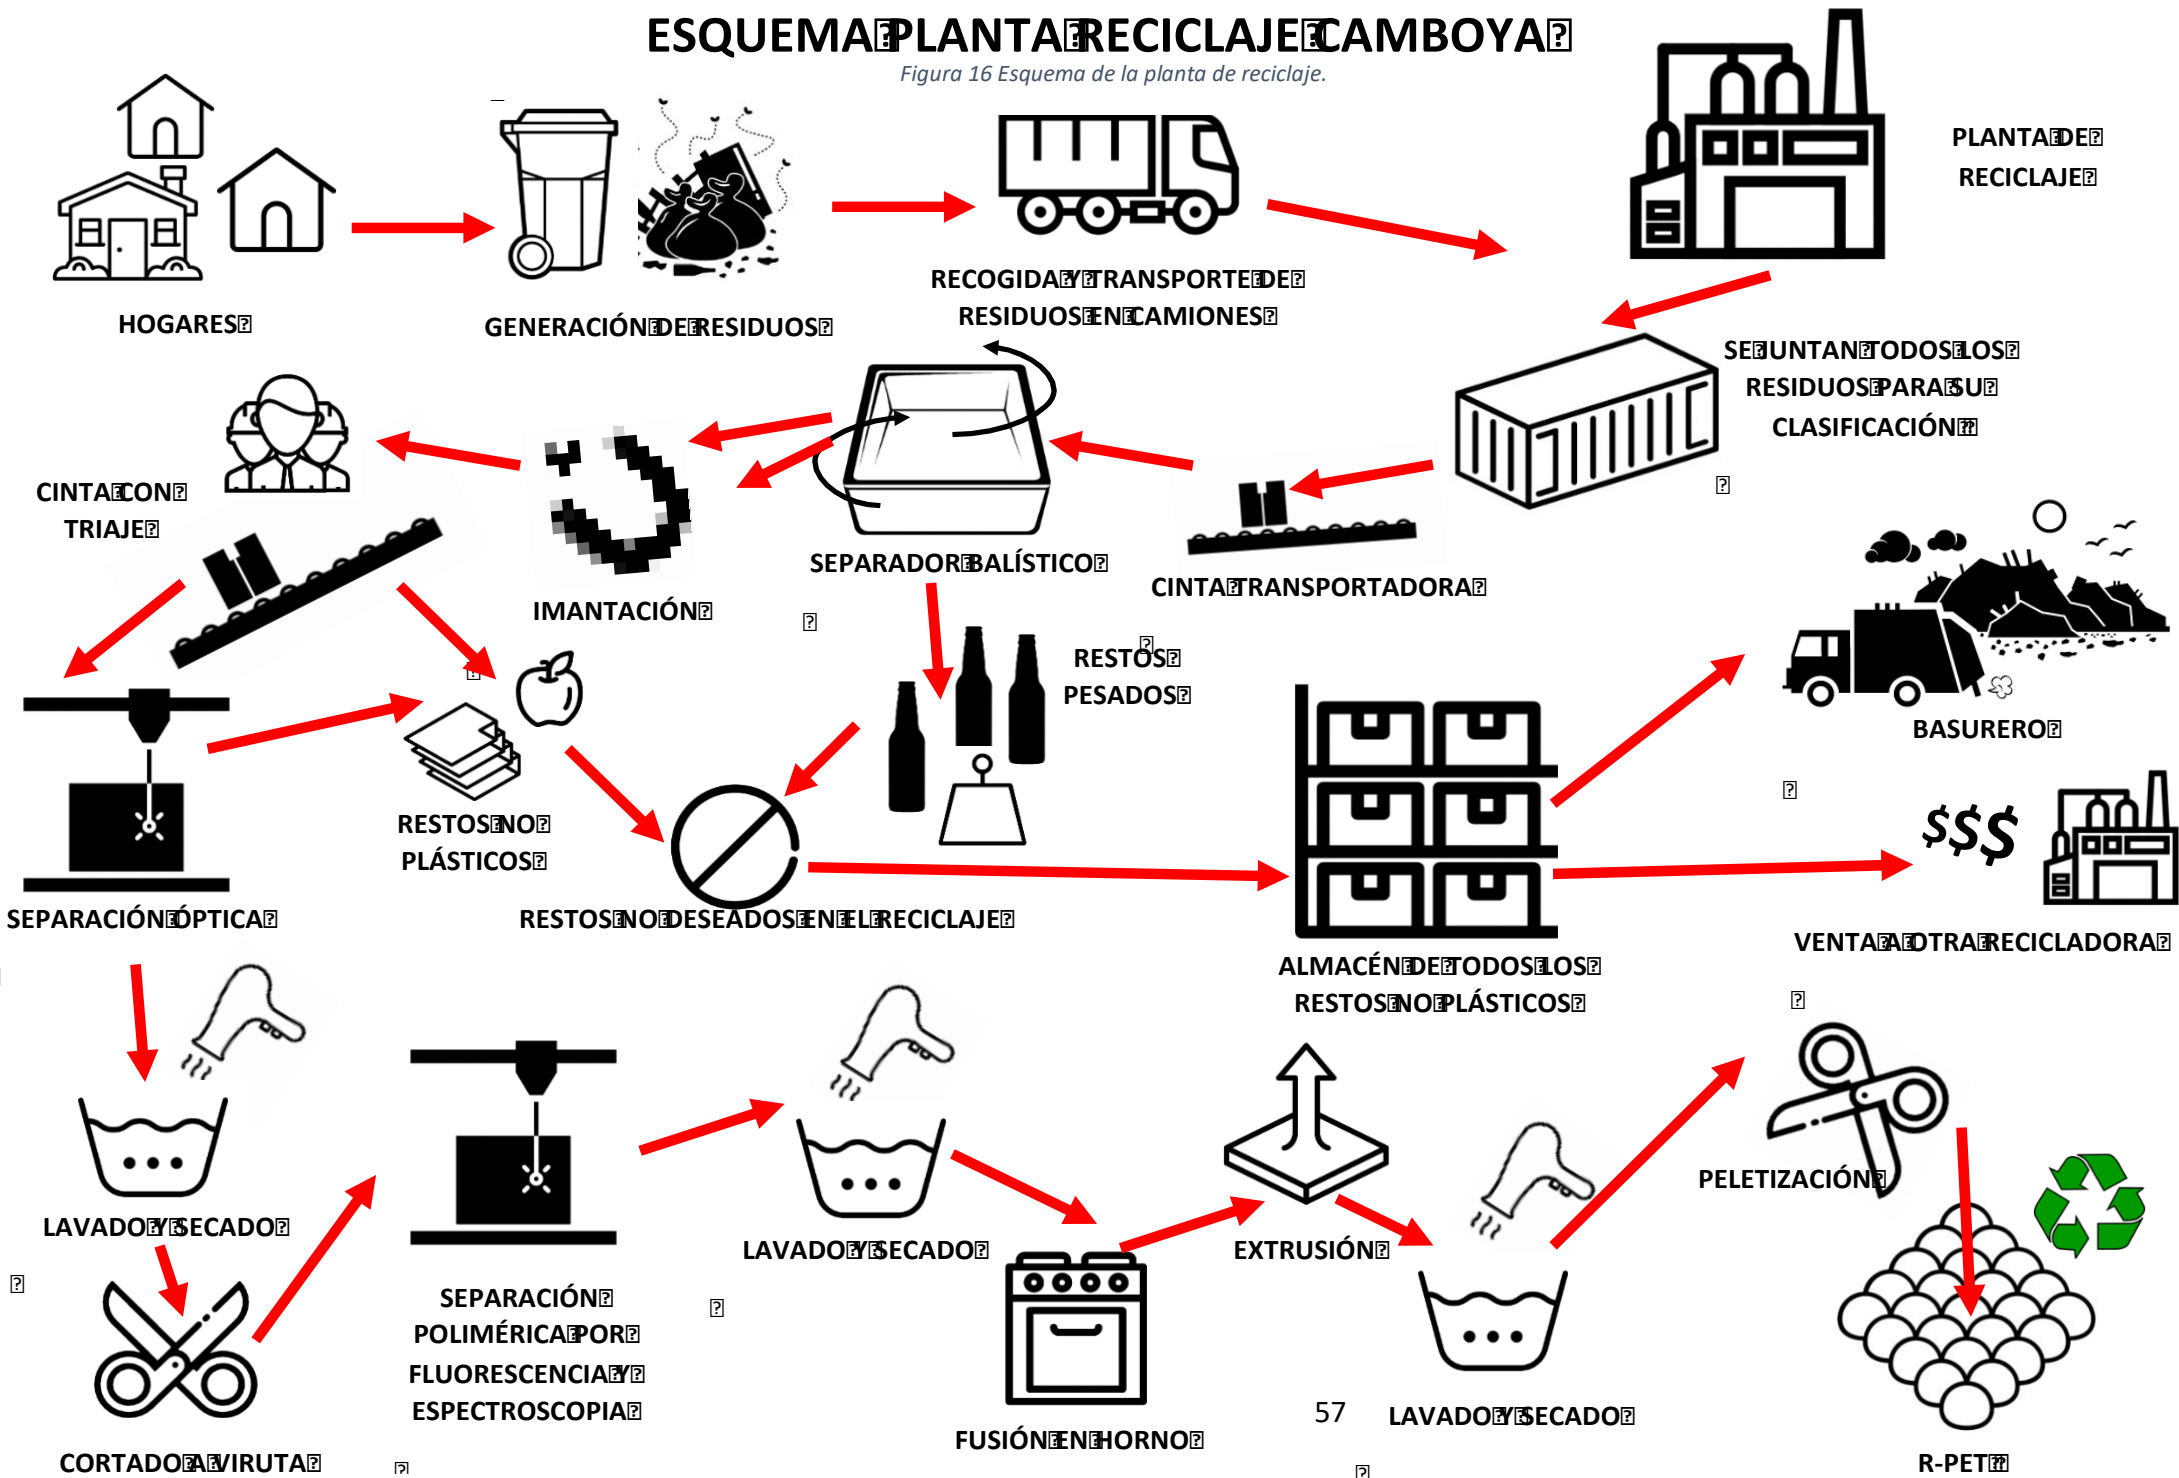 ESQUEMA PLANTA RECICLAJE CAMBOYA
Figura 16 Esquema de la planta de reciclaje.
PLANTA DE
RECICLAJE
HOGARES
GENERACIÓN DE RESIDUOS
RECOGIDA Y TRANSPORTE DE
RESIDUOS EN CAMIONES
SE JUNTAN TODOS LOS
RESIDUOS PARA SU
CLASIFICACIÓN
CINTA CON
TRIAJE
IMANTACIÓN
SEPARADOR BALÍSTICO
CINTA TRANSPORTADORA
RESTOS
PESADOS
BASURERO
RESTOS NO
PLÁSTICOS
SEPARACIÓN ÓPTICA
RESTOS NO DESEADOS EN EL RECICLAJE
ALMACÉN DE TODOS LOS
RESTOS NO PLÁSTICOS
$$$
VENTA A OTRA RECICLADORA
LAVADO Y SECADO
SEPARACIÓN
POLIMÉRICA POR
FLUORESCENCIA Y
ESPECTROSCOPIA
LAVADO Y SECADO
EXTRUSIÓN
PELETIZACIÓN
CORTADO A VIRUTA
FUSIÓN EN HORNO
57
LAVADO Y SECADO
R-PET